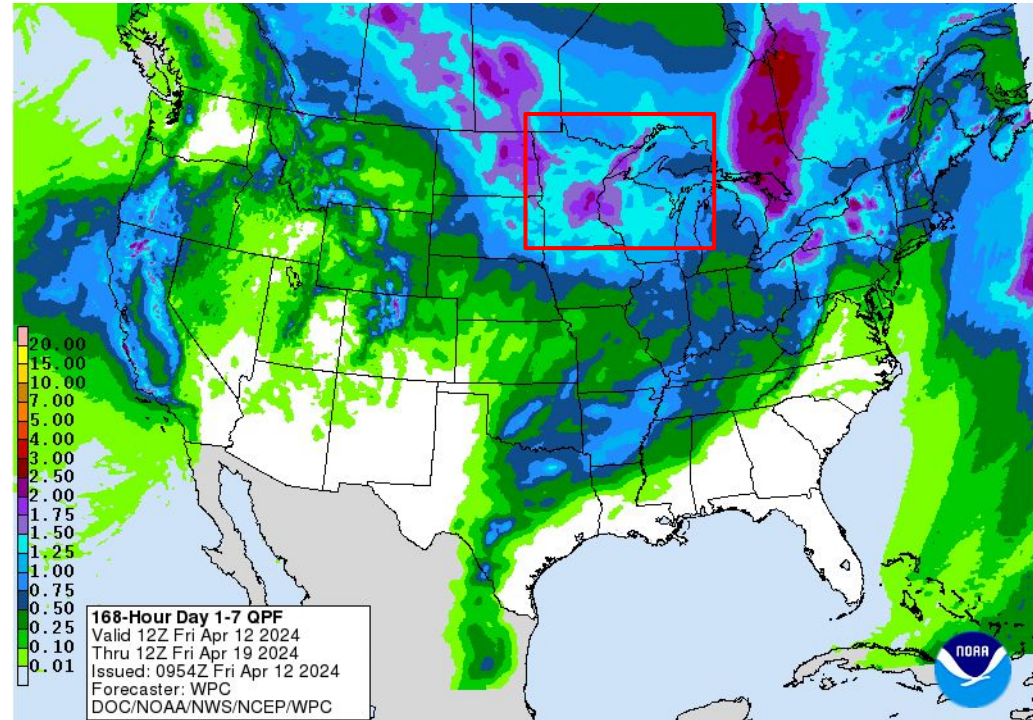 20.00
15.00
10.00
7.00
5.00
4.00
3.00
2.50
2.00
1.75
1.50
1.25
1.00
0.75
0.50
0.25
0.10
0.01
168-Hour Day 1-7 QPF
Valid 12Z Fri Apr 12 2024
Thru 12Z Fri Apr 19 2024
Issued: 0954Z Fri Apr 12 2024
Forecaster: WPC
DOC/NOAA/NWS/NCEP/WPC
NOAA